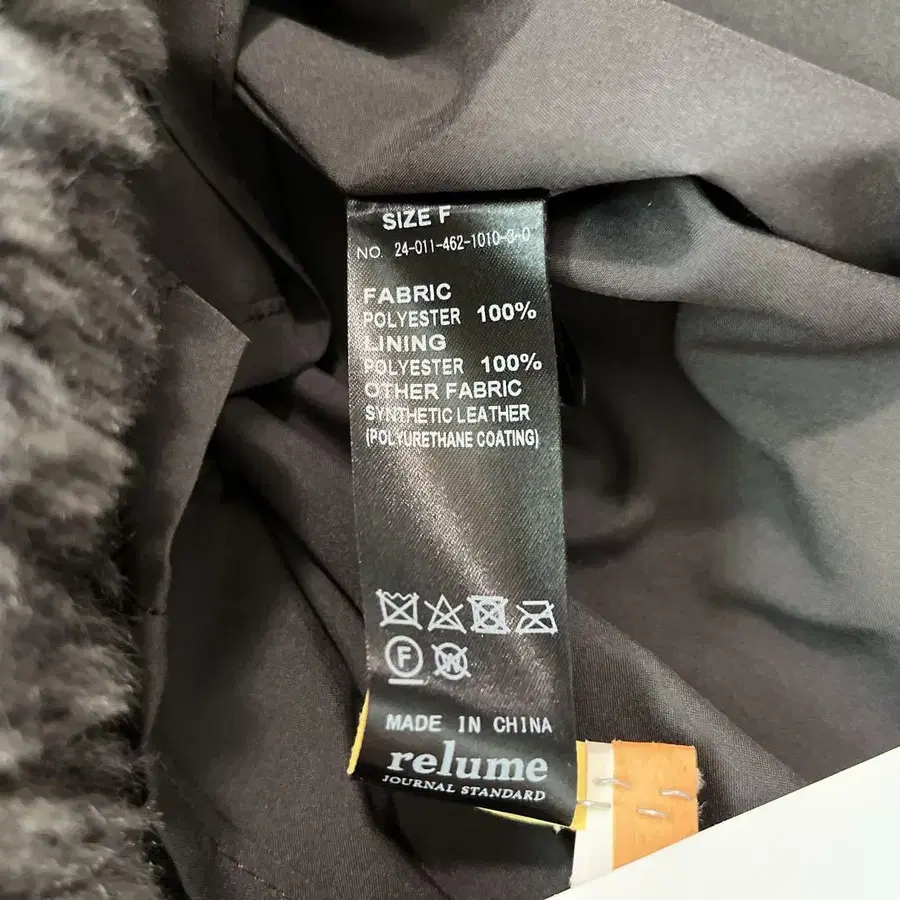 SIZE F
NO. 24-011-462-1010-3-0
FABRIC
POLYESTER 100%
LINING
POLYESTER 100%
OTHER FABRIC
SYNTHETIC LEATHER
(POLYURETHANE COATING)
F W
MADE IN CHINA
relume
JOURNAL STANDARD